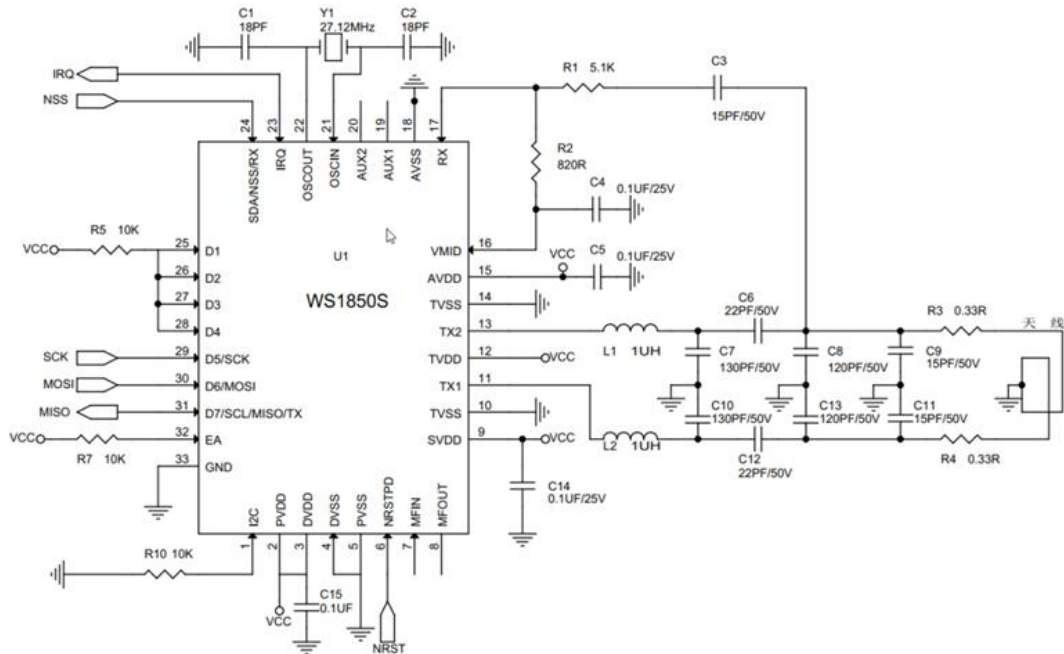 C1
18PF
Y1
27.12MHz
C2
18PF
IRQ
NSS
R1 5.1K
C3
15PF/50V
24
23
22
21
20
19
18
17
SDA/NSS/RX
IRQ
OSCOUT
OSCIN
AUX2
AUX1
AVSS
RX
R2
820R
C4
0.1UF/25V
VCC
R5 10K
25
D1
26
D2
27
D3
28
D4
U1
WS1850S
VMID
16
AVDD
15
VCC
C5
0.1UF/25V
TVSS
14
TX2
13
L1 1UH
C6
22PF/50V
R3 0.33R
天 线
TVDD
12
VCC
C7
130PF/50V
C8
120PF/50V
C9
15PF/50V
SCK
29
D5/SCK
MOSI
30
D6/MOSI
MISO
31
D7/SCL/MISO/TX
VCC
R7 10K
32
EA
33
GND
TX1
11
TVSS
10
SVDD
9
VCC
L2 1UH
C10
130PF/50V
C13
120PF/50V
C11
15PF/50V
C12
22PF/50V
R4 0.33R
C14
0.1UF/25V
I2C
PVDD
DVDD
DVSS
PVSS
NRSTPD
MFIN
MFOUT
1
2
3
4
5
6
7
8
R10 10K
VCC
C15
0.1UF
NRST